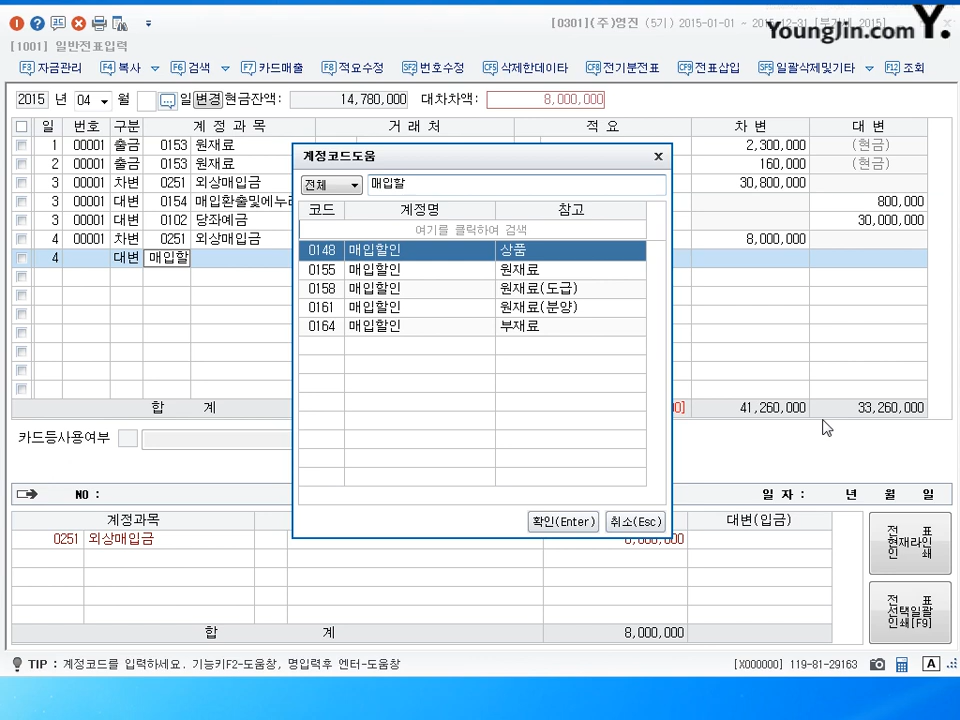 [0301](주)영진 (5기) 2015-01-01 ~ 2015-12-31 [부가세 2015]
YoungJin.com Y.
[1001] 일반전표입력
F3 자금관리 F4 복사 F6 검색 F7 카드매출 F8 적요수정 SF2 번호수정 CF5 삭제한데이타 CF8 전기분전표 CF9 전표삽입 SF5 일괄삭제및기타 F12 조회
2015 년 04 월 일 변경 현금잔액: 14,780,000 대차차액: 8,000,000
일 번호 구분 계 정 과 목 거 래 처 적 요 차 변 대 변
1 00001 출금 0153 원재료 2,300,000 (현금)
2 00001 출금 0153 원재료 160,000 (현금)
3 00001 차변 0251 외상매입금 30,800,000
3 00001 대변 0154 매입환출및에누리 800,000
3 00001 대변 0102 당좌예금 30,000,000
4 00001 차변 0251 외상매입금 8,000,000
4 대변 매입할
합 계 41,260,000 33,260,000
계정코드도움
전체 매입할
코드 계정명 참고
여기를 클릭하여 검색
0148 매입할인 상품
0155 매입할인 원재료
0158 매입할인 원재료(도급)
0161 매입할인 원재료(분양)
0164 매입할인 부재료
확인(Enter) 취소(Esc)
카드등사용여부
NO : 일 자 : 년 월 일
계정과목 대변(입금)
0251 외상매입금 8,000,000
합 계 8,000,000
전 표
현재라인
인 쇄
전 표
선택일괄
인쇄[F9]
TIP : 계정코드를 입력하세요. 기능키F2-도움창, 명입력후 엔터-도움창 [X000000] 119-81-29163 A